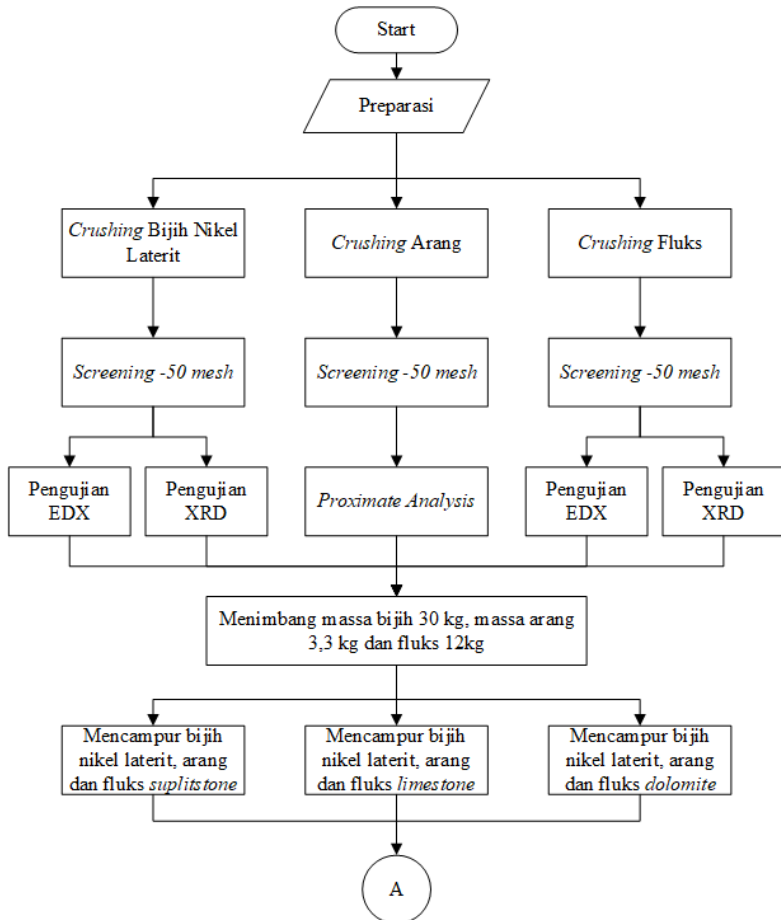 Start
Preparasi
Crushing Bijih Nikel
Laterit
Crushing Arang
Crushing Fluks
Screening -50 mesh
Screening -50 mesh
Screening -50 mesh
Pengujian
EDX
Pengujian
XRD
Proximate Analysis
Pengujian
EDX
Pengujian
XRD
Menimbang massa bijih 30 kg, massa arang
3,3 kg dan fluks 12kg
Mencampur bijih
nikel laterit, arang
dan fluks suplitstone
Mencampur bijih
nikel laterit, arang
dan fluks limestone
Mencampur bijih
nikel laterit, arang
dan fluks dolomite
A